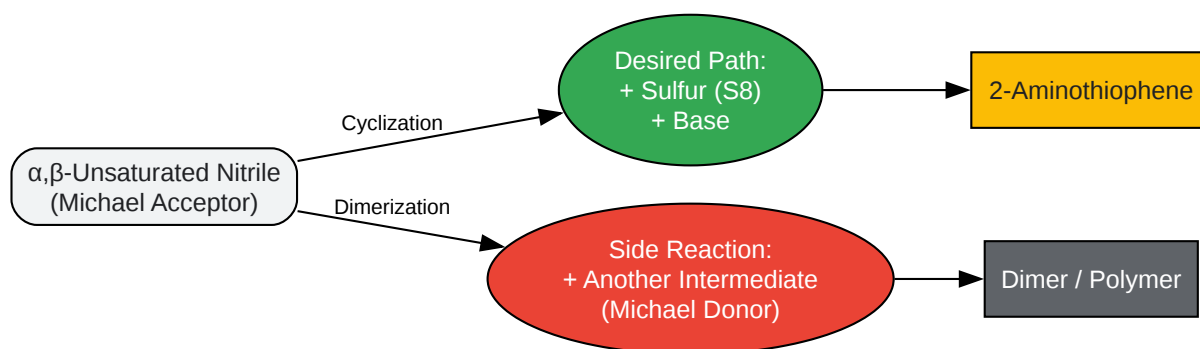 α,β-Unsaturated Nitrile
(Michael Acceptor)
Cyclization
Desired Path:
+ Sulfur (S8)
+ Base
2-Aminothiophene
Dimerization
Side Reaction:
+ Another Intermediate
(Michael Donor)
Dimer / Polymer